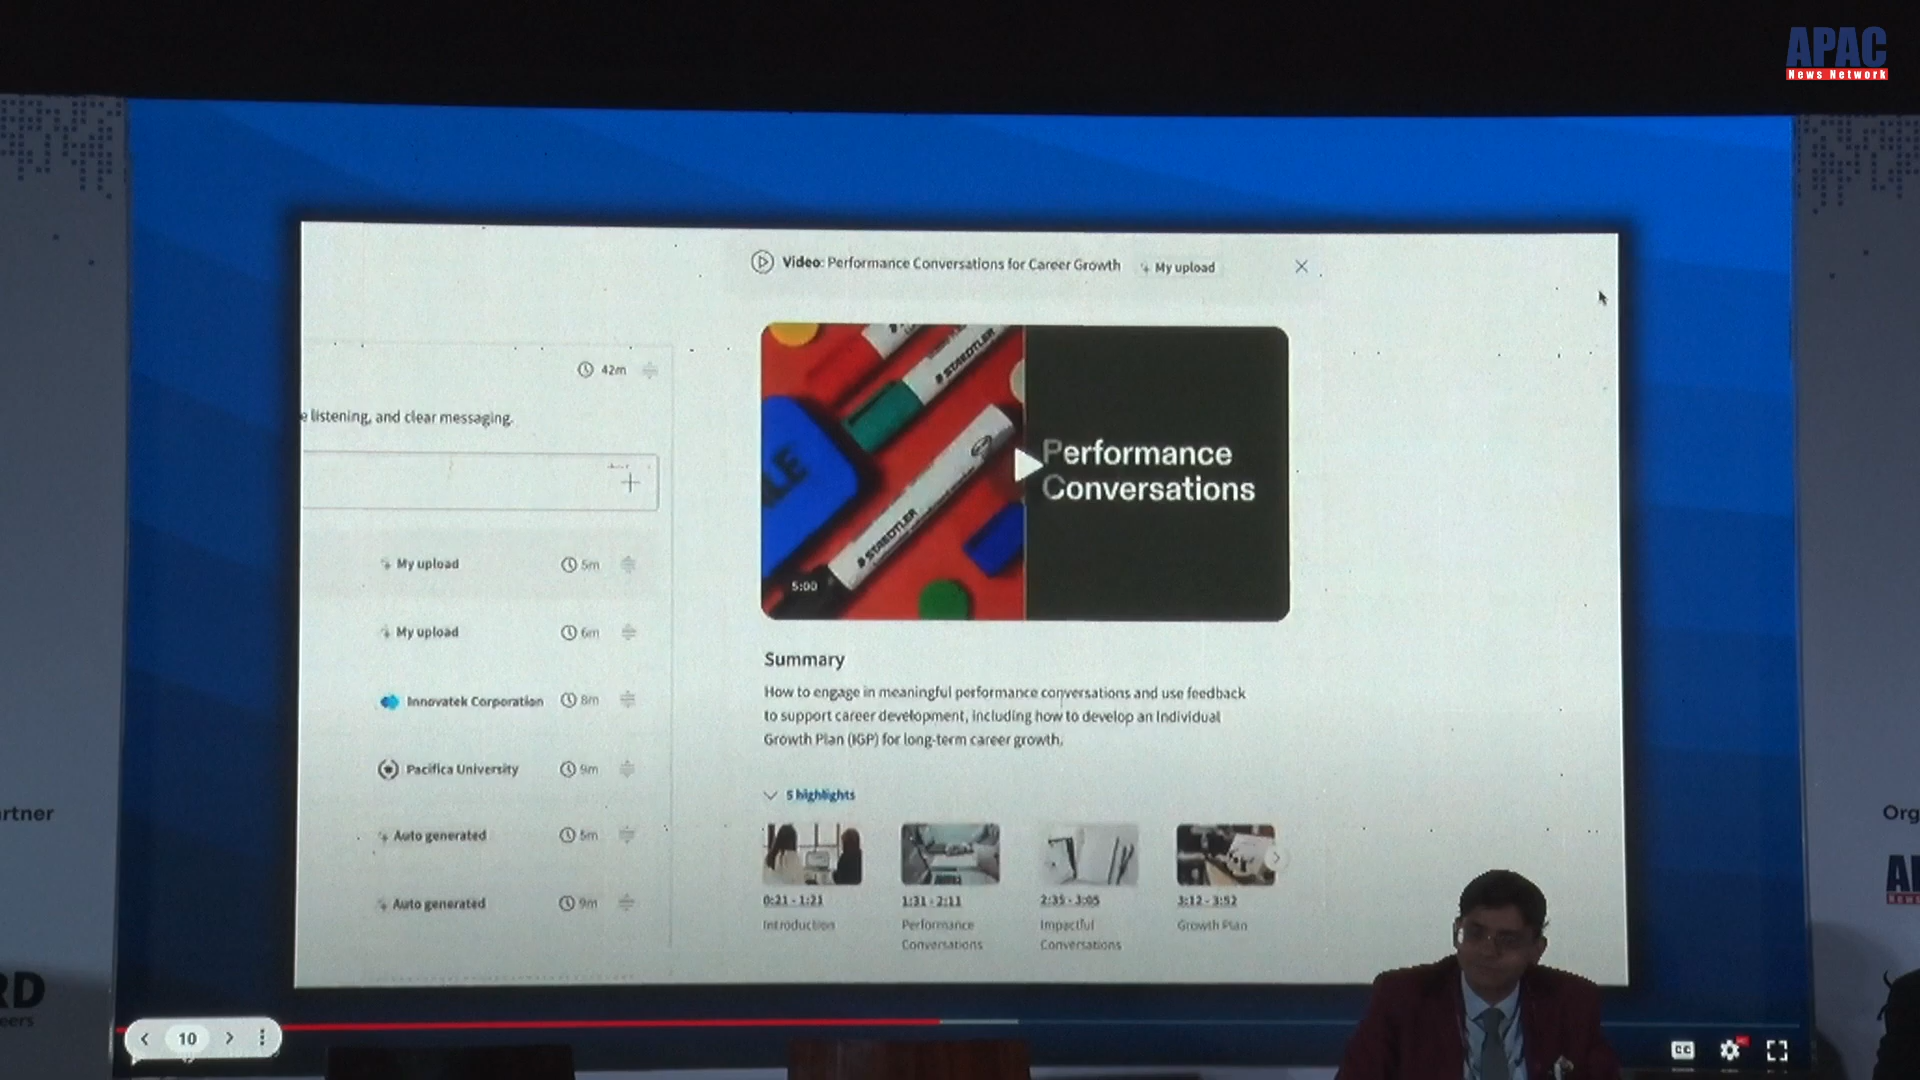 APAC
News Network
Video: Performance Conversations for Career Growth
My upload
42m
e listening, and clear messaging.
STAEDTLER
STAEDTLER
Performance
Conversations
5:00
My upload
5m
My upload
6m
Innovatek Corporation
8m
Pacifica University
9m
Auto generated
5m
Auto generated
9m
Summary
How to engage in meaningful performance conversations and use feedback
to support career development, including how to develop an Individual
Growth Plan (IGP) for long-term career growth.
5 highlights
0:21 - 1:21
Introduction
1:31 - 2:11
Performance
Conversations
2:35 - 3:05
Impactful
Conversations
3:12 - 3:52
Growth Plan
rtner
RD
eers
Org
10
CC